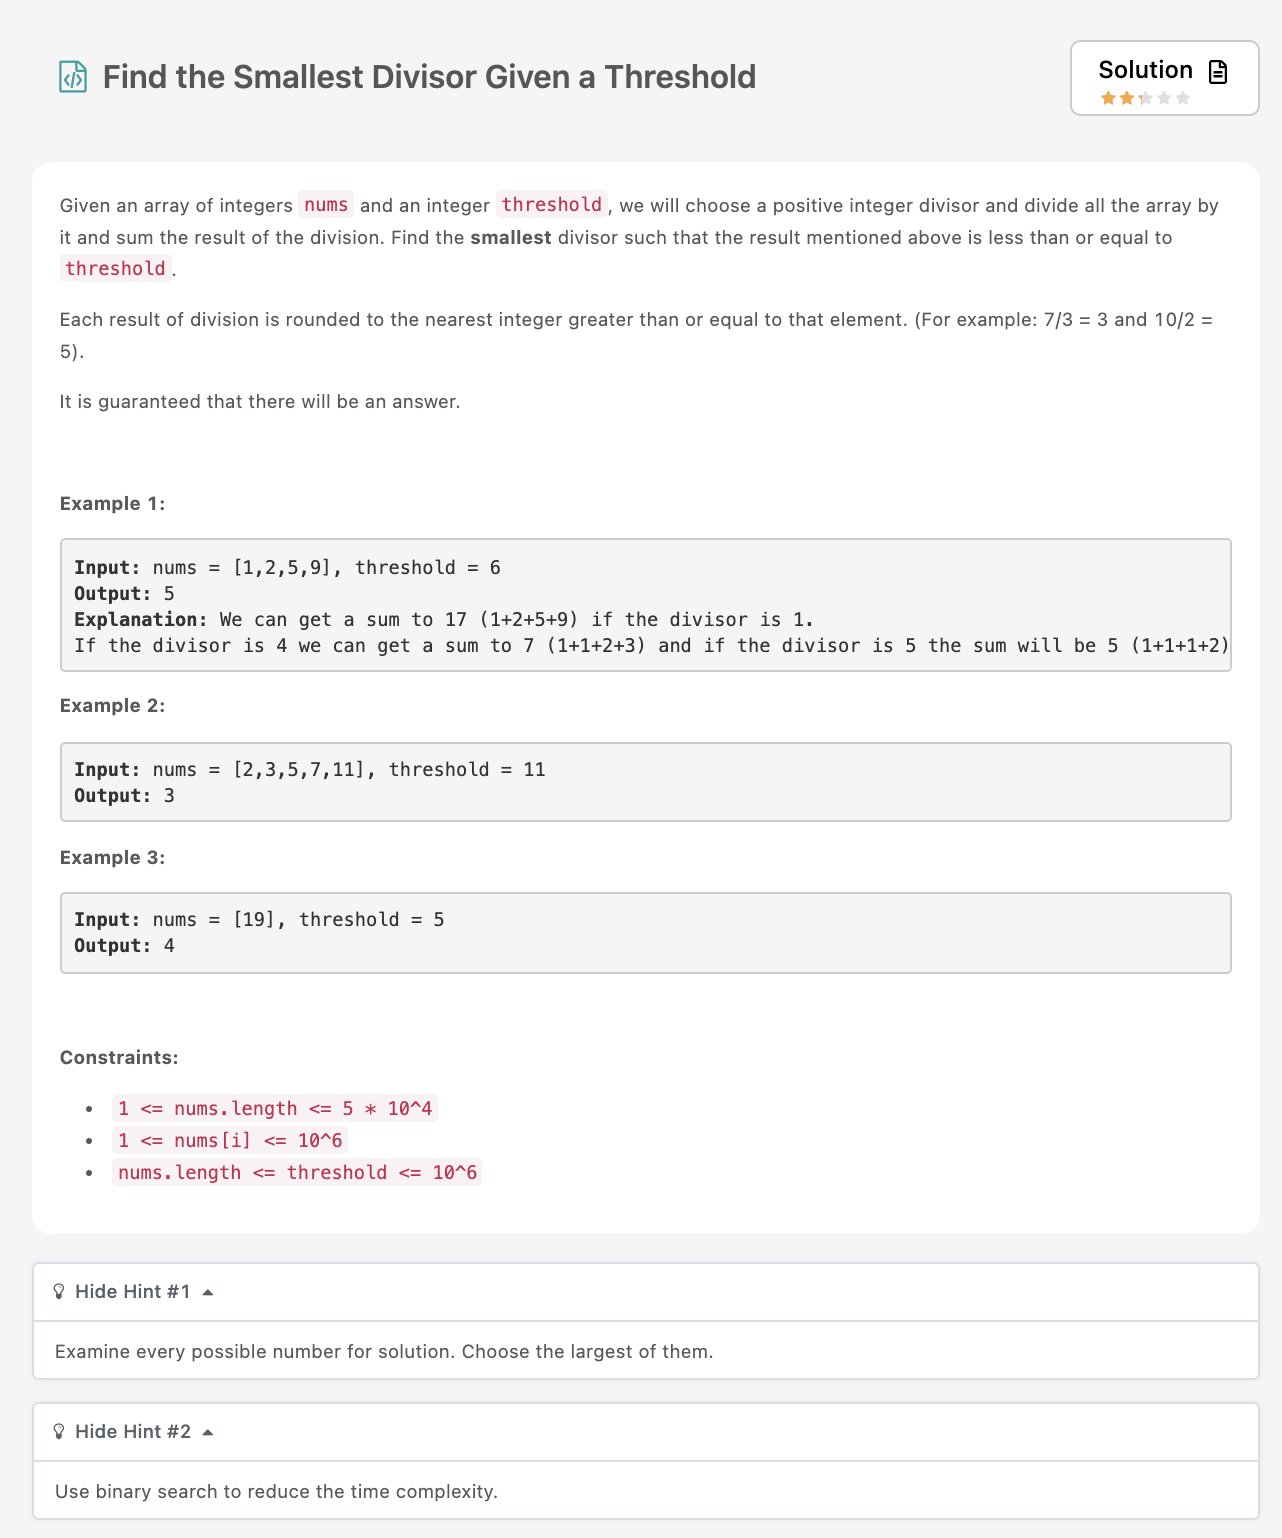 Find the Smallest Divisor Given a Threshold
Solution
Given an array of integers nums and an integer threshold, we will choose a positive integer divisor and divide all the array by
it and sum the result of the division. Find the smallest divisor such that the result mentioned above is less than or equal to
threshold.
Each result of division is rounded to the nearest integer greater than or equal to that element. (For example: 7/3 = 3 and 10/2 =
5).
It is guaranteed that there will be an answer.
Example 1:
Input: nums = [1,2,5,9], threshold = 6
Output: 5
Explanation: We can get a sum to 17 (1+2+5+9) if the divisor is 1.
If the divisor is 4 we can get a sum to 7 (1+1+2+3) and if the divisor is 5 the sum will be 5 (1+1+1+2)
Example 2:
Input: nums = [2,3,5,7,11], threshold = 11
Output: 3
Example 3:
Input: nums = [19], threshold = 5
Output: 4
Constraints:
• 1 <= nums.length <= 5 * 10^4
• 1 <= nums[i] <= 10^6
• nums.length <= threshold <= 10^6
Hide Hint #1
Examine every possible number for solution. Choose the largest of them.
Hide Hint #2
Use binary search to reduce the time complexity.